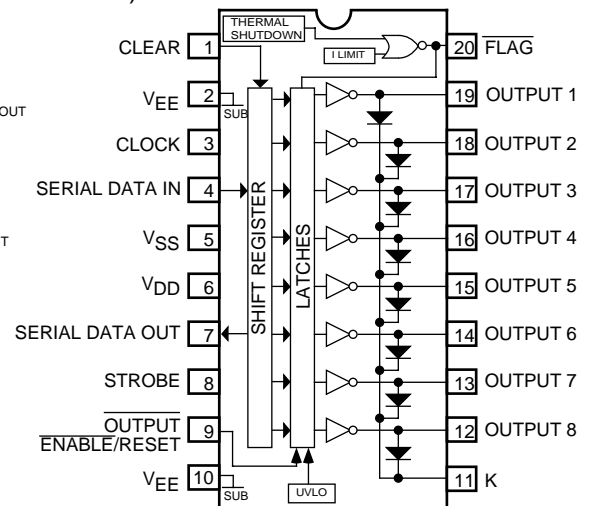 THERMAL
SHUTDOWN
I LIMIT
CLEAR 1
20 FLAG
VEE 2
SUB
19 OUTPUT 1
OUT
CLOCK 3
18 OUTPUT 2
SERIAL DATA IN 4
17 OUTPUT 3
SHIFT REGISTER
LATCHES
T
VSS 5
16 OUTPUT 4
VDD 6
15 OUTPUT 5
SERIAL DATA OUT 7
14 OUTPUT 6
STROBE 8
13 OUTPUT 7
OUTPUT
ENABLE/RESET 9
12 OUTPUT 8
VEE 10
SUB
UVLO
11 K